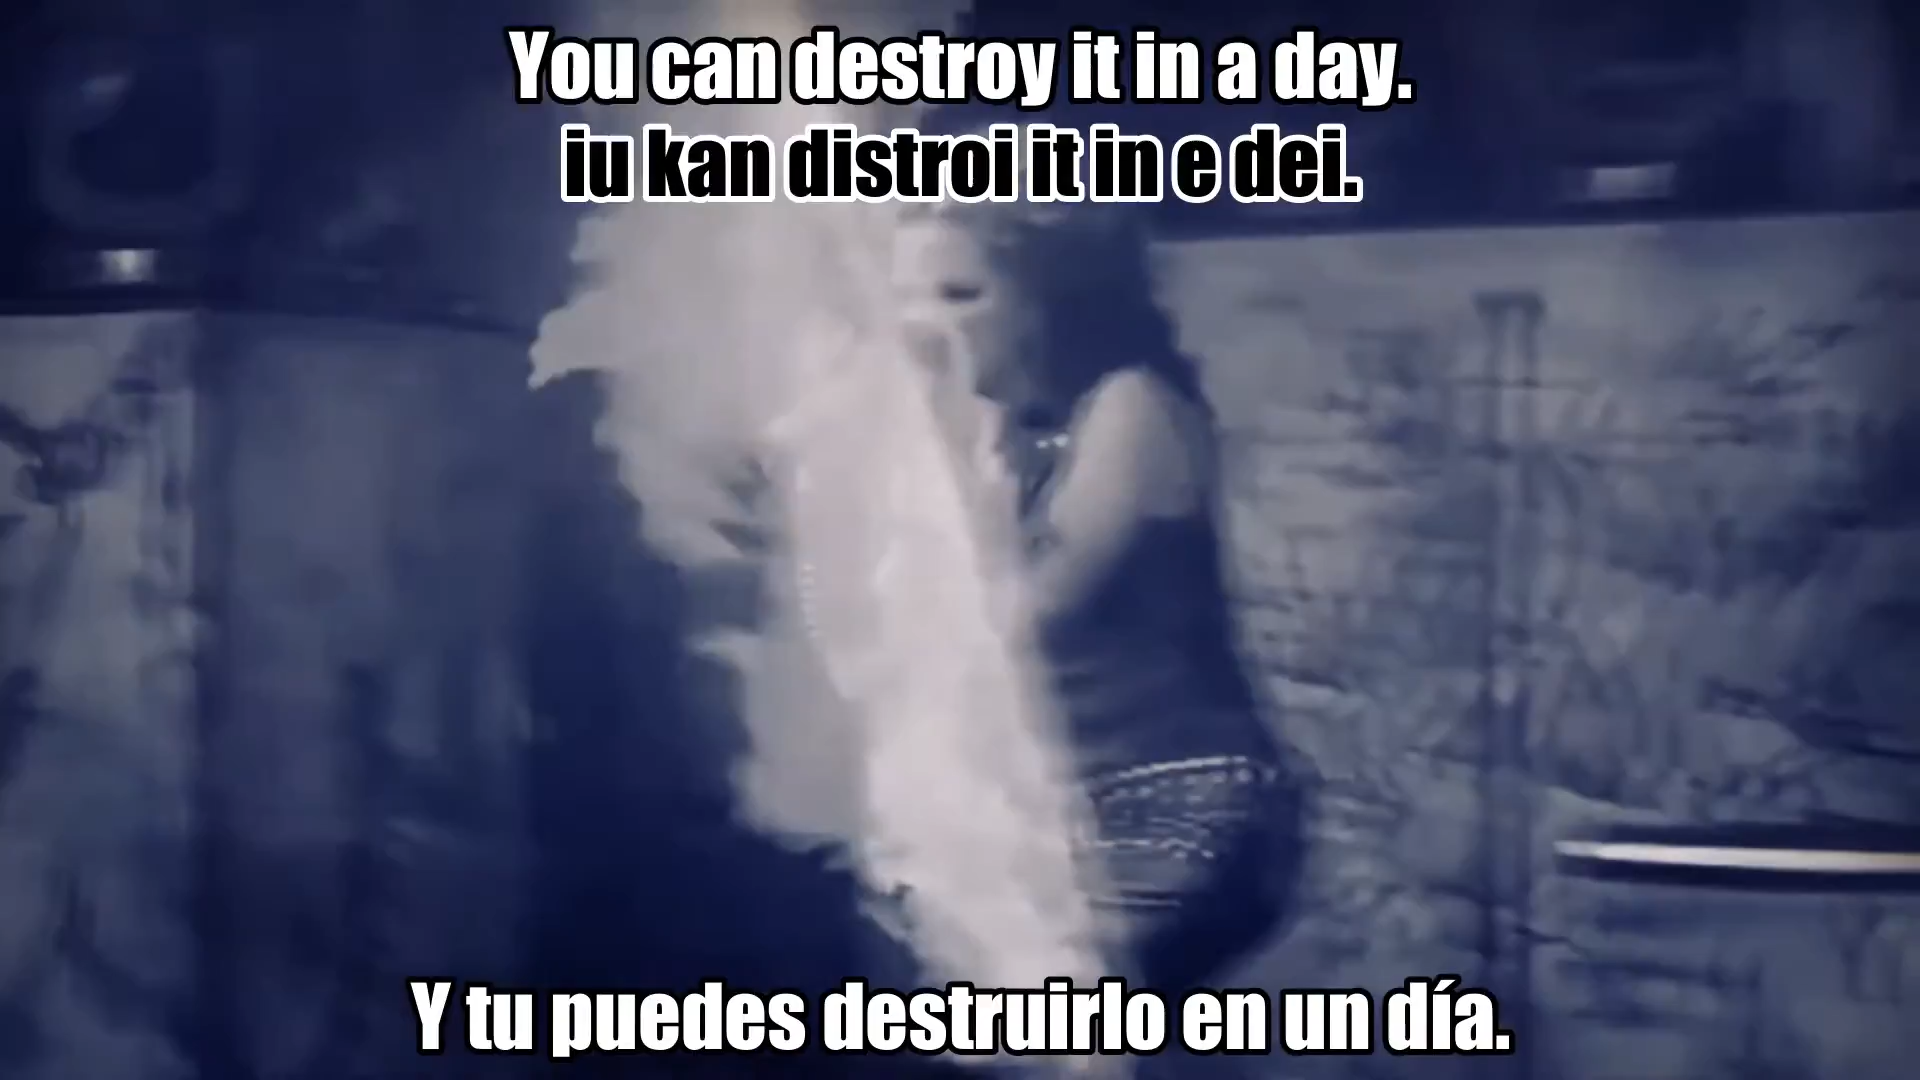 You can destroy it in a day.
iu kan distroi it in e dei.
Y tu puedes destruirlo en un día.